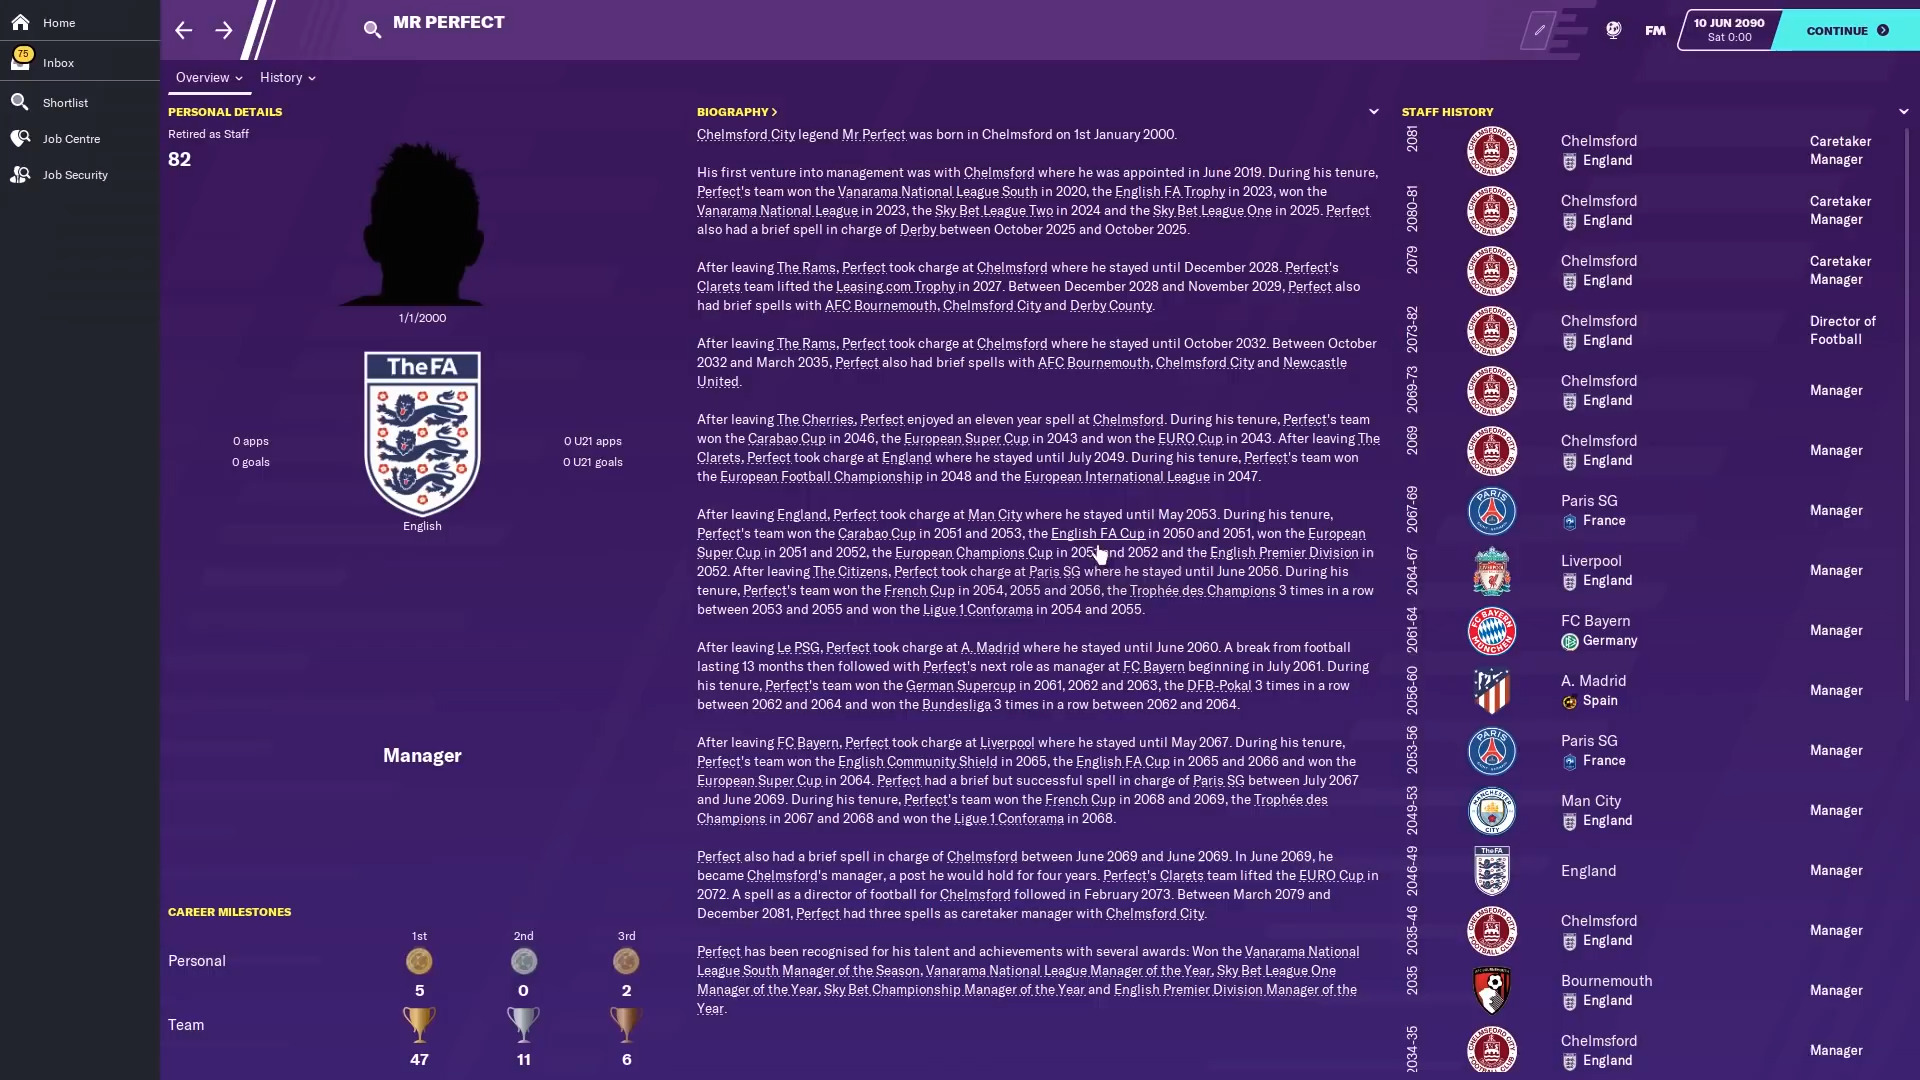 Home
75
Inbox
Shortlist
Job Centre
Job Security
MR PERFECT
FM
10 JUN 2090
Sat 0:00
CONTINUE
Overview
History
PERSONAL DETAILS
Retired as Staff
82
1/1/2000
The FA
0 apps
0 goals
0 U21 apps
0 U21 goals
English
Manager
CAREER MILESTONES
1st
2nd
3rd
Personal
5
0
2
Team
47
11
6
BIOGRAPHY >
Chelmsford City legend Mr Perfect was born in Chelmsford on 1st January 2000.
His first venture into management was with Chelmsford where he was appointed in June 2019. During his tenure,
Perfect's team won the Vanarama National League South in 2020, the English FA Trophy in 2023, won the
Vanarama National League in 2023, the Sky Bet League Two in 2024 and the Sky Bet League One in 2025. Perfect
also had a brief spell in charge of Derby between October 2025 and October 2025.
After leaving The Rams, Perfect took charge at Chelmsford where he stayed until December 2028. Perfect's
Clarets team lifted the Leasing.com Trophy in 2027. Between December 2028 and November 2029, Perfect also
had brief spells with AFC Bournemouth, Chelmsford City and Derby County.
After leaving The Rams, Perfect took charge at Chelmsford where he stayed until October 2032. Between October
2032 and March 2035, Perfect also had brief spells with AFC Bournemouth, Chelmsford City and Newcastle
United.
After leaving The Cherries, Perfect enjoyed an eleven year spell at Chelmsford. During his tenure, Perfect's team
won the Carabao Cup in 2046, the European Super Cup in 2043 and won the EURO Cup in 2043. After leaving The
Clarets, Perfect took charge at England where he stayed until July 2049. During his tenure, Perfect's team won
the European Football Championship in 2048 and the European International League in 2047.
After leaving England, Perfect took charge at Man City where he stayed until May 2053. During his tenure,
Perfect's team won the Carabao Cup in 2051 and 2053, the English FA Cup in 2050 and 2051, won the European
Super Cup in 2051 and 2052, the European Champions Cup in 2051 and 2052 and the English Premier Division in
2052. After leaving The Citizens, Perfect took charge at Paris SG where he stayed until June 2056. During his
tenure, Perfect's team won the French Cup in 2054, 2055 and 2056, the Trophée des Champions 3 times in a row
between 2053 and 2055 and won the Ligue 1 Conforama in 2054 and 2055.
After leaving Le PSG, Perfect took charge at A. Madrid where he stayed until June 2060. A break from football
lasting 13 months then followed with Perfect's next role as manager at FC Bayern beginning in July 2061. During
his tenure, Perfect's team won the German Supercup in 2061, 2062 and 2063, the DFB-Pokal 3 times in a row
between 2062 and 2064 and won the Bundesliga 3 times in a row between 2062 and 2064.
After leaving FC Bayern, Perfect took charge at Liverpool where he stayed until May 2067. During his tenure,
Perfect's team won the English Community Shield in 2065, the English FA Cup in 2065 and 2066 and won the
European Super Cup in 2064. Perfect had a brief but successful spell in charge of Paris SG between July 2067
and June 2069. During his tenure, Perfect's team won the French Cup in 2068 and 2069, the Trophée des
Champions in 2067 and 2068 and won the Ligue 1 Conforama in 2068.
Perfect also had a brief spell in charge of Chelmsford between June 2069 and June 2069. In June 2069, he
became Chelmsford's manager, a post he would hold for four years. Perfect's Clarets team lifted the EURO Cup in
2072. A spell as a director of football for Chelmsford followed in February 2073. Between March 2079 and
December 2081, Perfect had three spells as caretaker manager with Chelmsford City.
Perfect has been recognised for his talent and achievements with several awards: Won the Vanarama National
League South Manager of the Season, Vanarama National League Manager of the Year, Sky Bet League One
Manager of the Year, Sky Bet Championship Manager of the Year and English Premier Division Manager of the
Year.
STAFF HISTORY
2081
Chelmsford
England
Caretaker
Manager
2080-81
Chelmsford
England
Caretaker
Manager
2079
Chelmsford
England
Caretaker
Manager
2073-82
Chelmsford
England
Director of
Football
2069-73
Chelmsford
England
Manager
2069
Chelmsford
England
Manager
2067-69
Paris SG
France
Manager
2064-67
Liverpool
England
Manager
2061-64
FC Bayern
Germany
Manager
2056-60
A. Madrid
Spain
Manager
2053-56
Paris SG
France
Manager
2049-53
Man City
England
Manager
2046-49
England
Manager
2035-46
Chelmsford
England
Manager
2035
Bournemouth
England
Manager
2034-35
Chelmsford
England
Manager